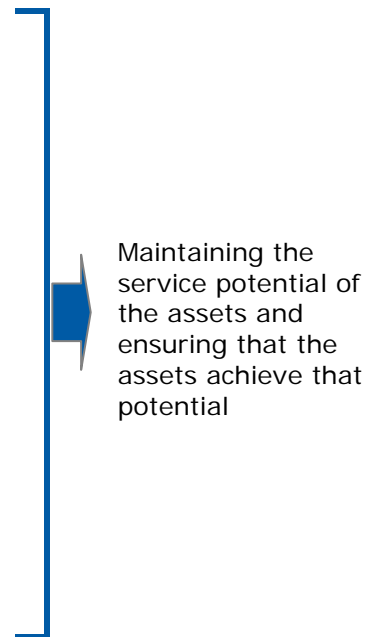 Maintaining the
service potential of
the assets and
ensuring that the
assets achieve that
potential